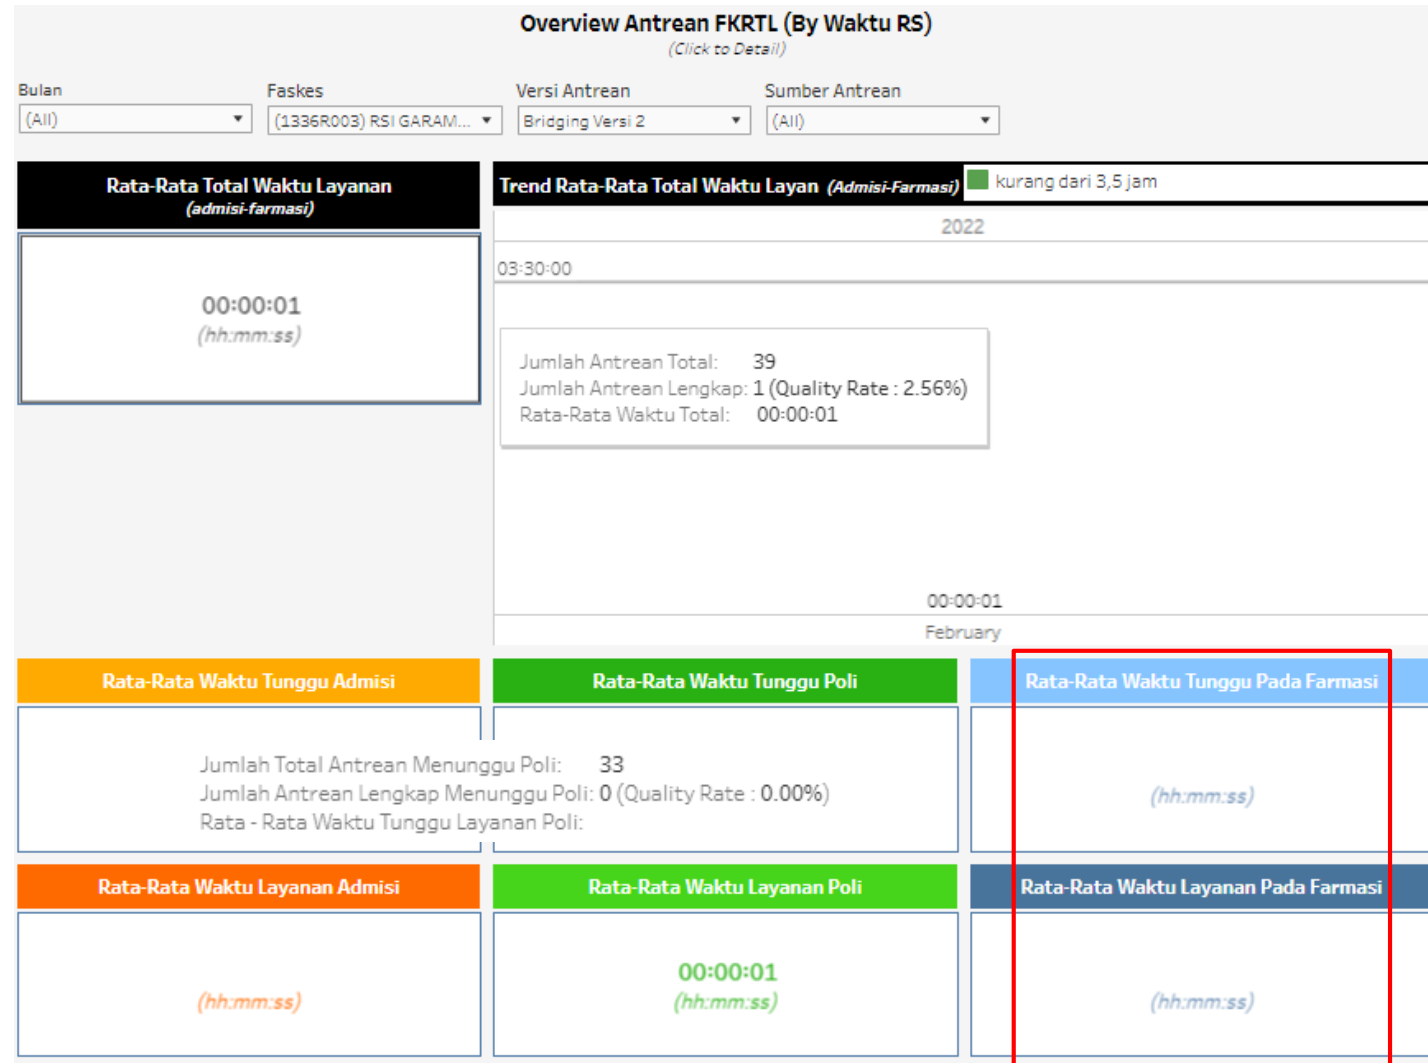 Overview Antrean FKRTL (By Waktu RS)
(Click to Detail)
Bulan
Faskes
Versi Antrean
Sumber Antrean
(All)
(1336R003) RSI GARAM...
Bridging Versi 2
(All)
Rata-Rata Total Waktu Layanan
(admisi-farmasi)
00:00:01
(hh:mm:ss)
Trend Rata-Rata Total Waktu Layan (Admisi-Farmasi)
kurang dari 3,5 jam
2022
03:30:00
Jumlah Antrean Total: 39
Jumlah Antrean Lengkap: 1 (Quality Rate : 2.56%)
Rata-Rata Waktu Total: 00:00:01
00:00:01
February
Rata-Rata Waktu Tunggu Admisi
Rata-Rata Waktu Tunggu Poli
Rata-Rata Waktu Tunggu Pada Farmasi
Jumlah Total Antrean Menunggu Poli: 33
Jumlah Antrean Lengkap Menunggu Poli: 0 (Quality Rate : 0.00%)
Rata - Rata Waktu Tunggu Layanan Poli:
(hh:mm:ss)
Rata-Rata Waktu Layanan Admisi
Rata-Rata Waktu Layanan Poli
Rata-Rata Waktu Layanan Pada Farmasi
(hh:mm:ss)
00:00:01
(hh:mm:ss)
(hh:mm:ss)